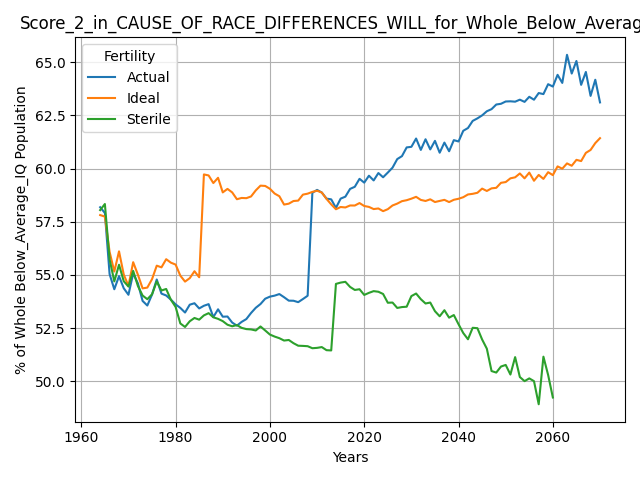 Score_2_in_CAUSE_OF_RACE_DIFFERENCES_WILL_for_Whole_Below_Averag
Fertility
Actual
Ideal
Sterile
% of Whole Below_Average_IQ Population
65.0
62.5
60.0
57.5
55.0
52.5
50.0
1960
1980
2000
2020
2040
2060
Years